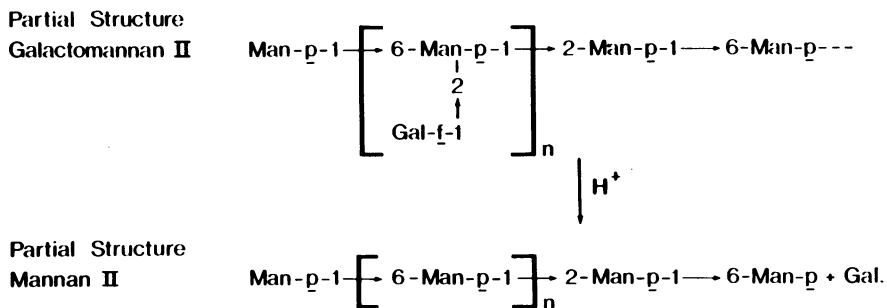 Partial Structure
Galactomannan II
Man-p-1→[6-Man-p-1]n→2-Man-p-1→6-Man-p---
2
Gal-f-1
H+
Partial Structure
Mannan II
Man-p-1→[6-Man-p-1]n→2-Man-p-1→6-Man-p + Gal.